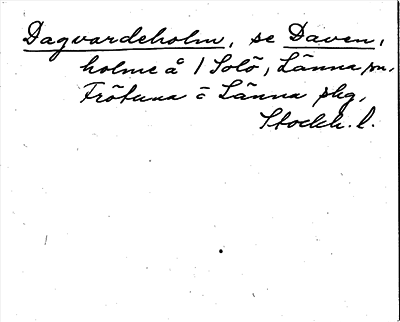 Dagvardeholm, se Daven,
holme å 1 Solö, Länna sn,
Frötuna o Länna skg,
Stockh. l.